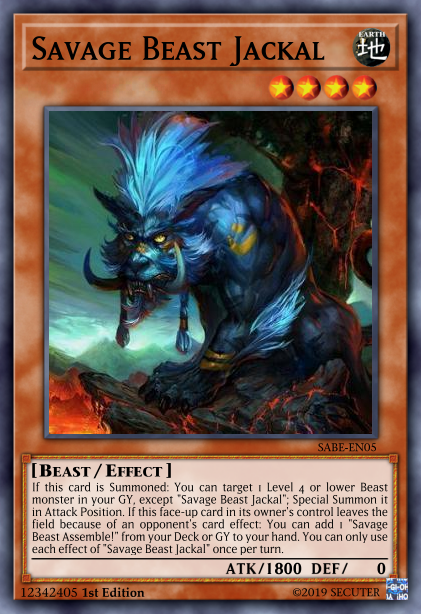 Savage Beast Jackal
EARTH
地
SABE-EN05
[Beast / Effect]
If this card is Summoned: You can target 1 Level 4 or lower Beast
monster in your GY, except "Savage Beast Jackal"; Special Summon it
in Attack Position. If this face-up card in its owner's control leaves the
field because of an opponent's card effect: You can add 1 "Savage
Beast Assemble!" from your Deck or GY to your hand. You can only use
each effect of "Savage Beast Jackal" once per turn.
ATK/1800 DEF/ 0
12342405 1st Edition
©2019 SECUTER